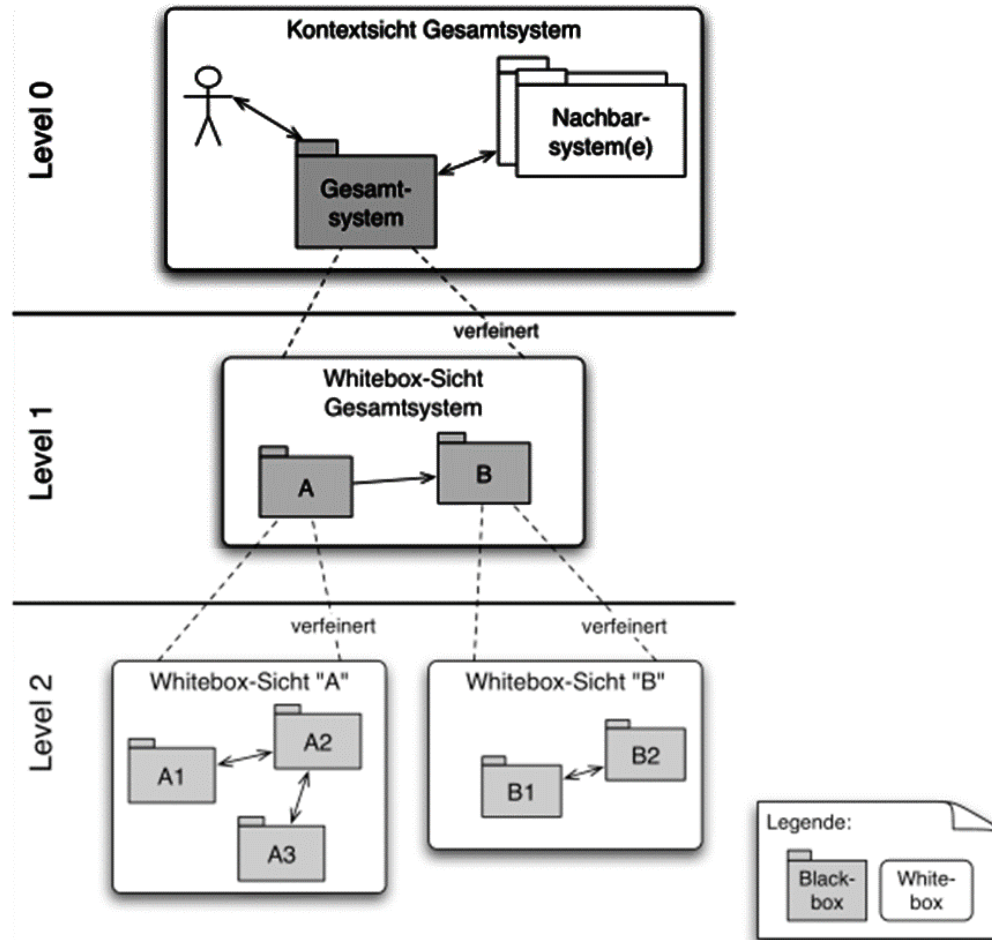 Level 0
Kontextsicht Gesamtsystem
Nachbar-
system(e)
Gesamt-
system
verfeinert
Level 1
Whitebox-Sicht
Gesamtsystem
A
B
verfeinert
verfeinert
Level 2
Whitebox-Sicht "A"
A1
A2
A3
Whitebox-Sicht "B"
B1
B2
Legende:
Black-
box
White-
box